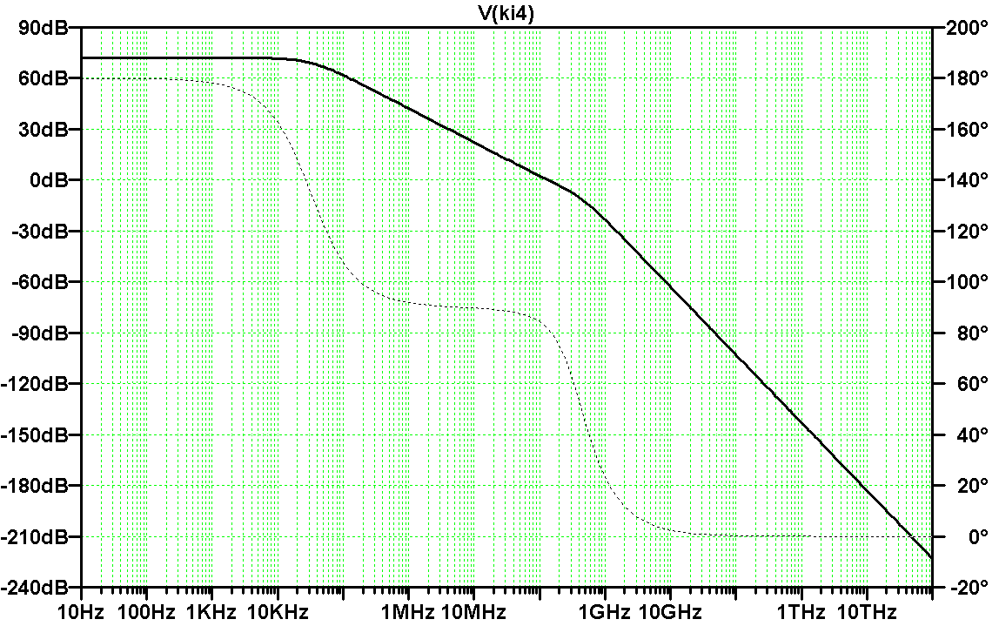 V(ki4)
90dB 200°
60dB 180°
30dB 160°
0dB 140°
-30dB 120°
-60dB 100°
-90dB 80°
-120dB 60°
-150dB 40°
-180dB 20°
-210dB 0°
-240dB -20°
10Hz 100Hz 1KHz 10KHz 1MHz 10MHz 1GHz 10GHz 1THz 10THz